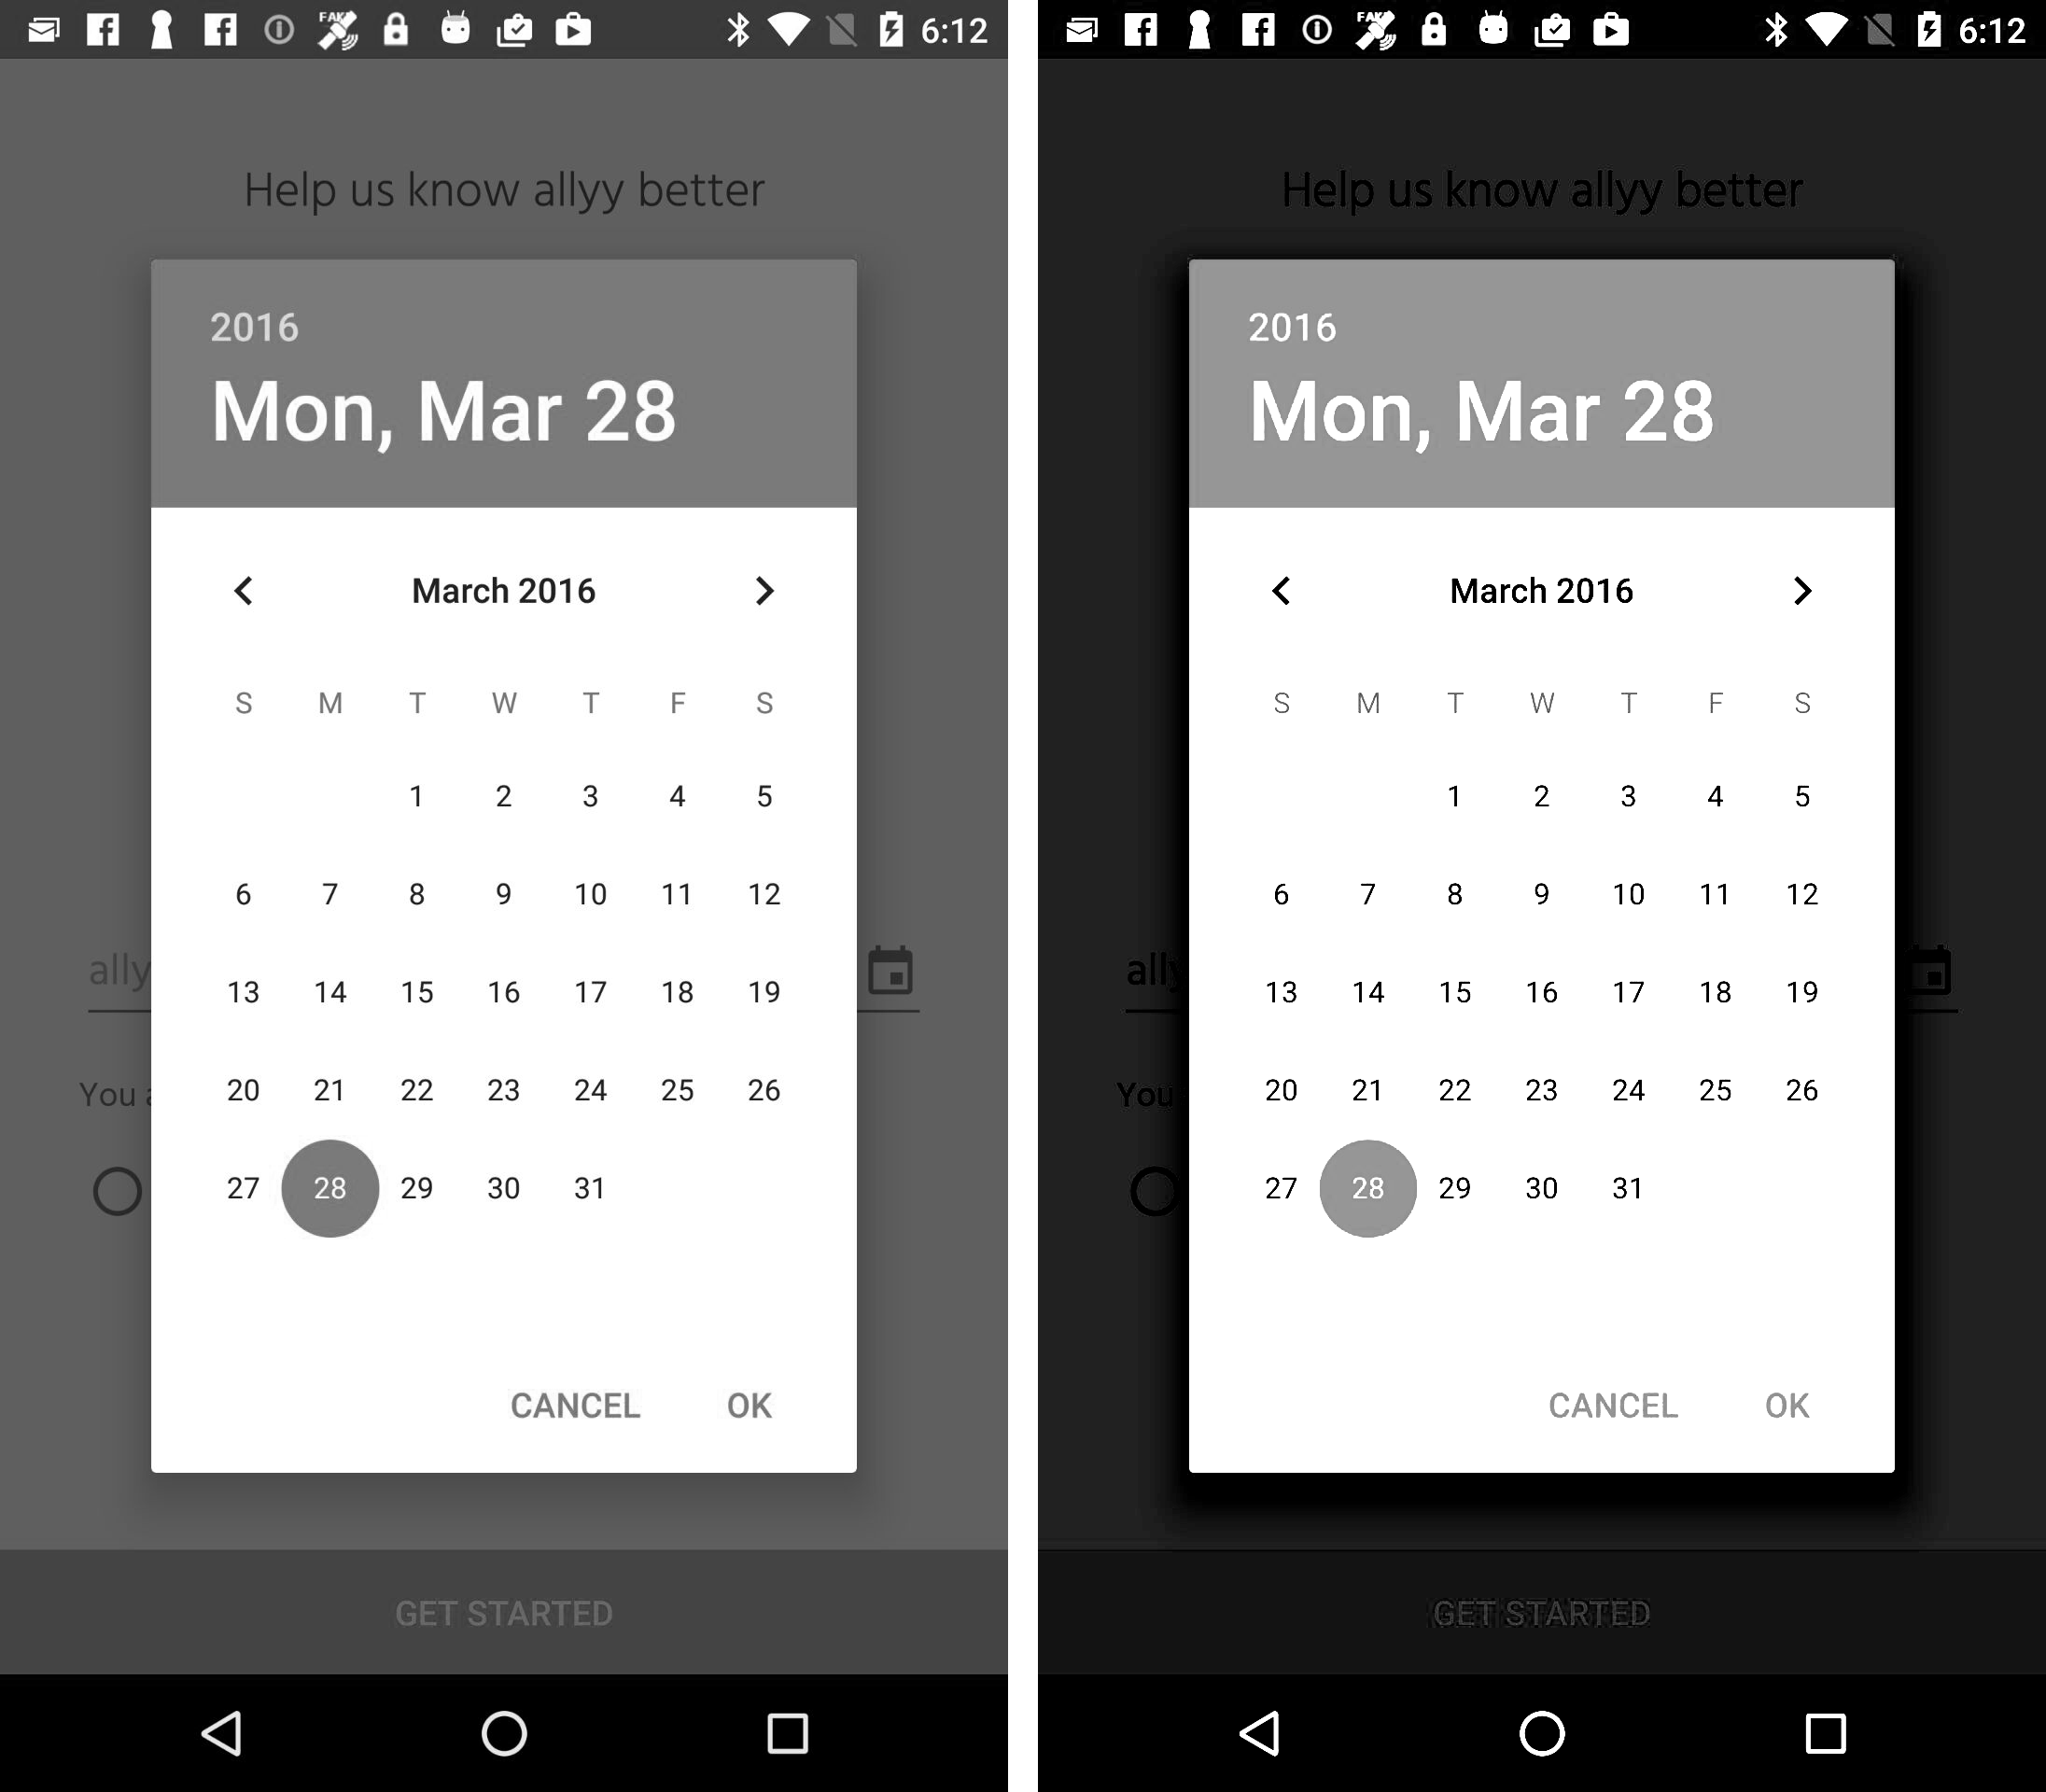 FAKE
6:12
Help us know allyy better
2016
Mon, Mar 28
March 2016
S M T W T F S
1 2 3 4 5
6 7 8 9 10 11 12
ally
13 14 15 16 17 18 19
You
20 21 22 23 24 25 26
27 28 29 30 31
CANCEL OK
GET STARTED
FAKE
6:12
Help us know allyy better
2016
Mon, Mar 28
March 2016
S M T W T F S
1 2 3 4 5
6 7 8 9 10 11 12
ally
13 14 15 16 17 18 19
You
20 21 22 23 24 25 26
27 28 29 30 31
CANCEL OK
GET STARTED